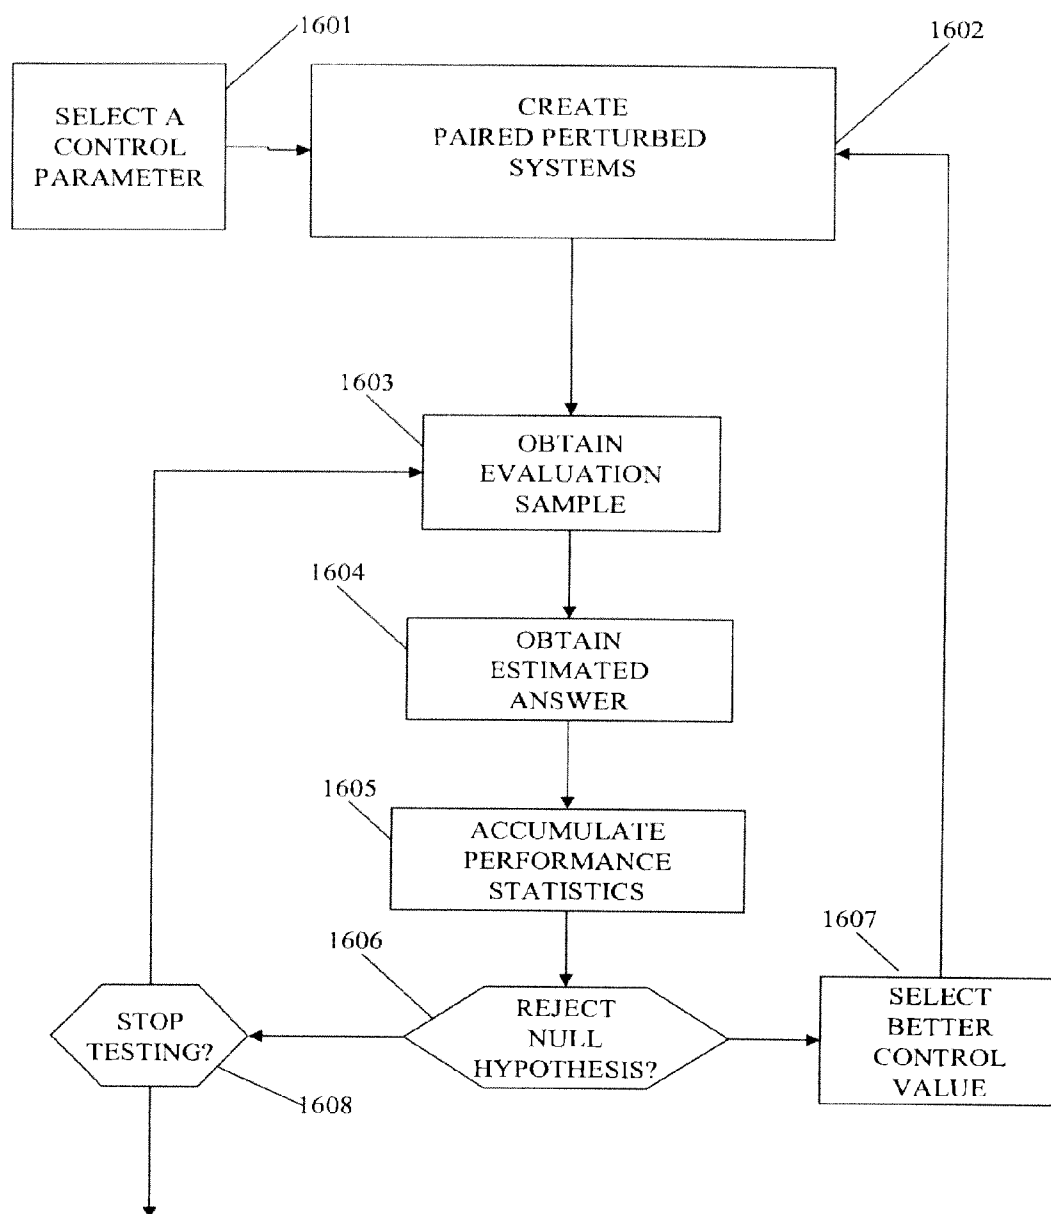 1601
SELECT A
CONTROL
PARAMETER
1602
CREATE
PAIRED PERTURBED
SYSTEMS
1603
OBTAIN
EVALUATION
SAMPLE
1604
OBTAIN
ESTIMATED
ANSWER
1605
ACCUMULATE
PERFORMANCE
STATISTICS
1606
REJECT
NULL
HYPOTHESIS?
1607
SELECT
BETTER
CONTROL
VALUE
STOP
TESTING?
1608